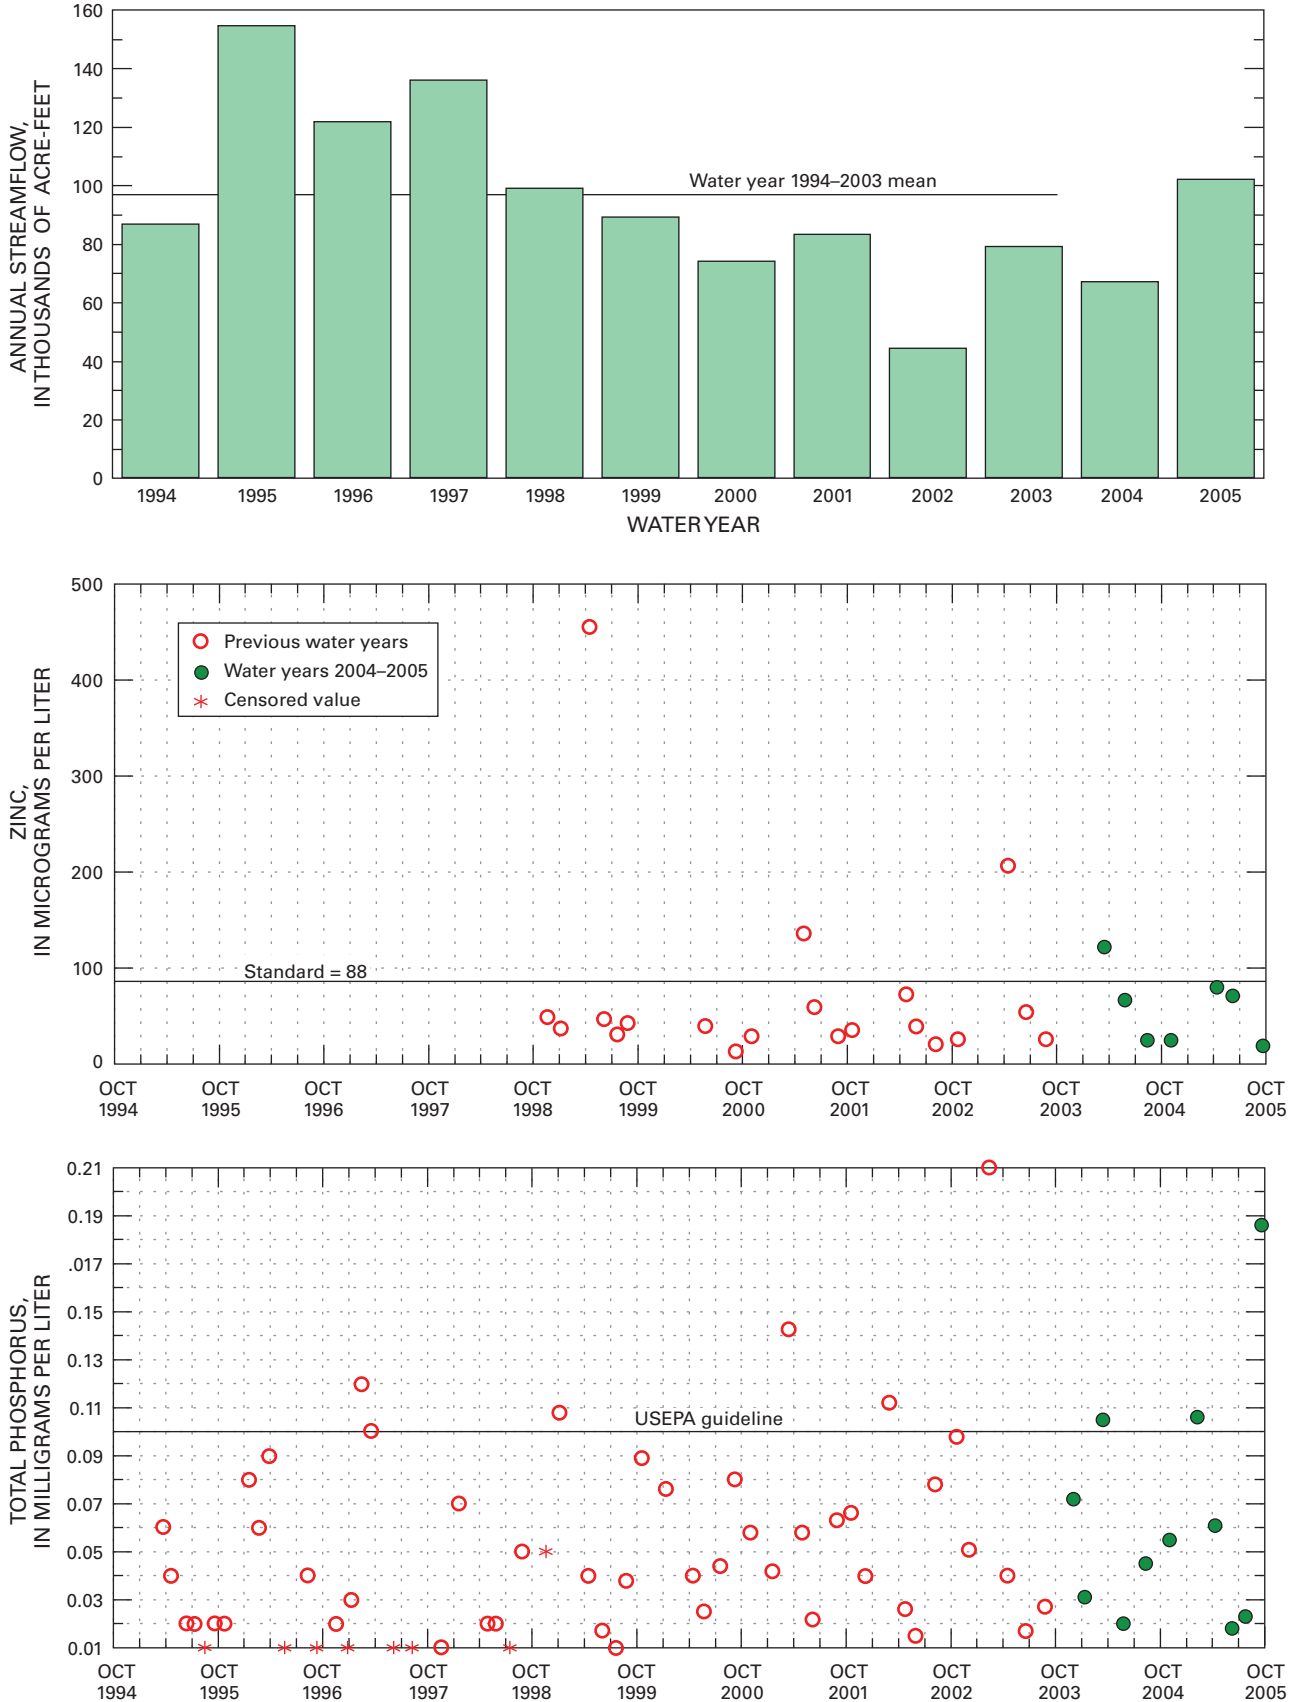 ANNUAL STREAMFLOW,
IN THOUSANDS OF ACRE-FEET
160
140
120
100
80
60
40
20
0
Water year 1994–2003 mean
1994 1995 1996 1997 1998 1999 2000 2001 2002 2003 2004 2005
WATER YEAR
ZINC,
IN MICROGRAMS PER LITER
500
400
300
200
100
0
Previous water years
Water years 2004–2005
Censored value
Standard = 88
OCT OCT OCT OCT OCT OCT OCT OCT OCT OCT OCT OCT
1994 1995 1996 1997 1998 1999 2000 2001 2002 2003 2004 2005
TOTAL PHOSPHORUS,
IN MILLIGRAMS PER LITER
0.21
0.19
.017
0.15
0.13
0.11
0.09
0.07
0.05
0.03
0.01
USEPA guideline
OCT OCT OCT OCT OCT OCT OCT OCT OCT OCT OCT OCT
1994 1995 1996 1997 1998 1999 2000 2001 2002 2003 2004 2005